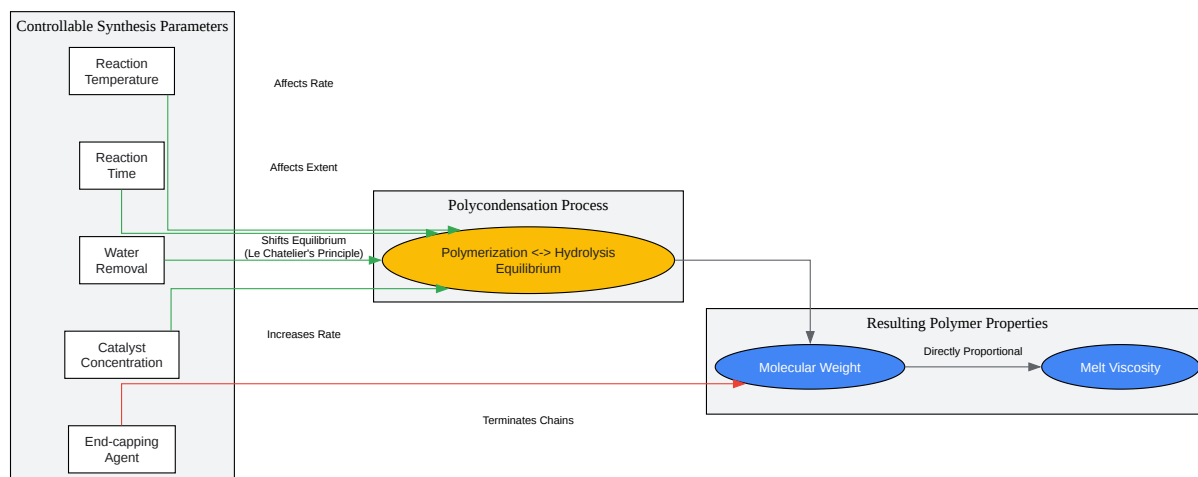 Controllable Synthesis Parameters
Reaction
Temperature
Affects Rate
Reaction
Time
Affects Extent
Water
Removal
Shifts Equilibrium
(Le Chatelier's Principle)
Catalyst
Concentration
Increases Rate
End-capping
Agent
Terminates Chains
Polycondensation Process
Polymerization <-> Hydrolysis
Equilibrium
Resulting Polymer Properties
Molecular Weight
Directly Proportional
Melt Viscosity